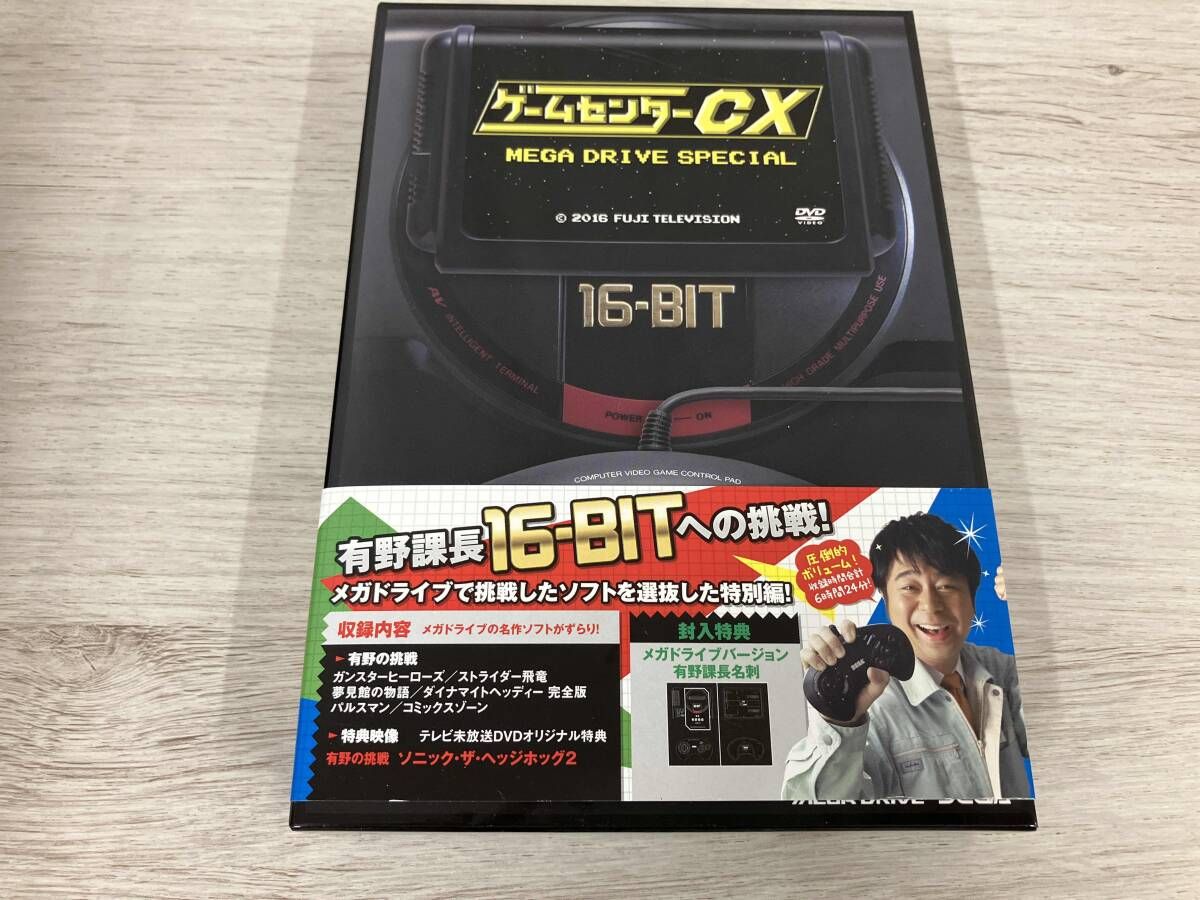 ゲームセンターCX
MEGA DRIVE SPECIAL
© 2016 FUJI TELEVISION
DVD
VIDEO
16-BIT
AV INTELLIGENT TERMINAL
HIGH GRADE MULTIPURPOSE USE
POWER ON
COMPUTER VIDEO GAME CONTROL PAD
有野課長16-BITへの挑戦!
メガドライブで挑戦したソフトを選抜した特別編!
圧倒的
ボリューム!
収録時間合計
6時間24分!
収録内容 メガドライブの名作ソフトがずらり!
有野の挑戦
ガンスターヒーローズ/ストライダー飛竜
夢見館の物語/ダイナマイトヘッディー 完全版
パルスマン/コミックスゾーン
特典映像 テレビ未放送DVDオリジナル特典
有野の挑戦 ソニック・ザ・ヘッジホッグ2
封入特典
メガドライブバージョン
有野課長名刺
SEGA
MEGA DRIVE SEGA